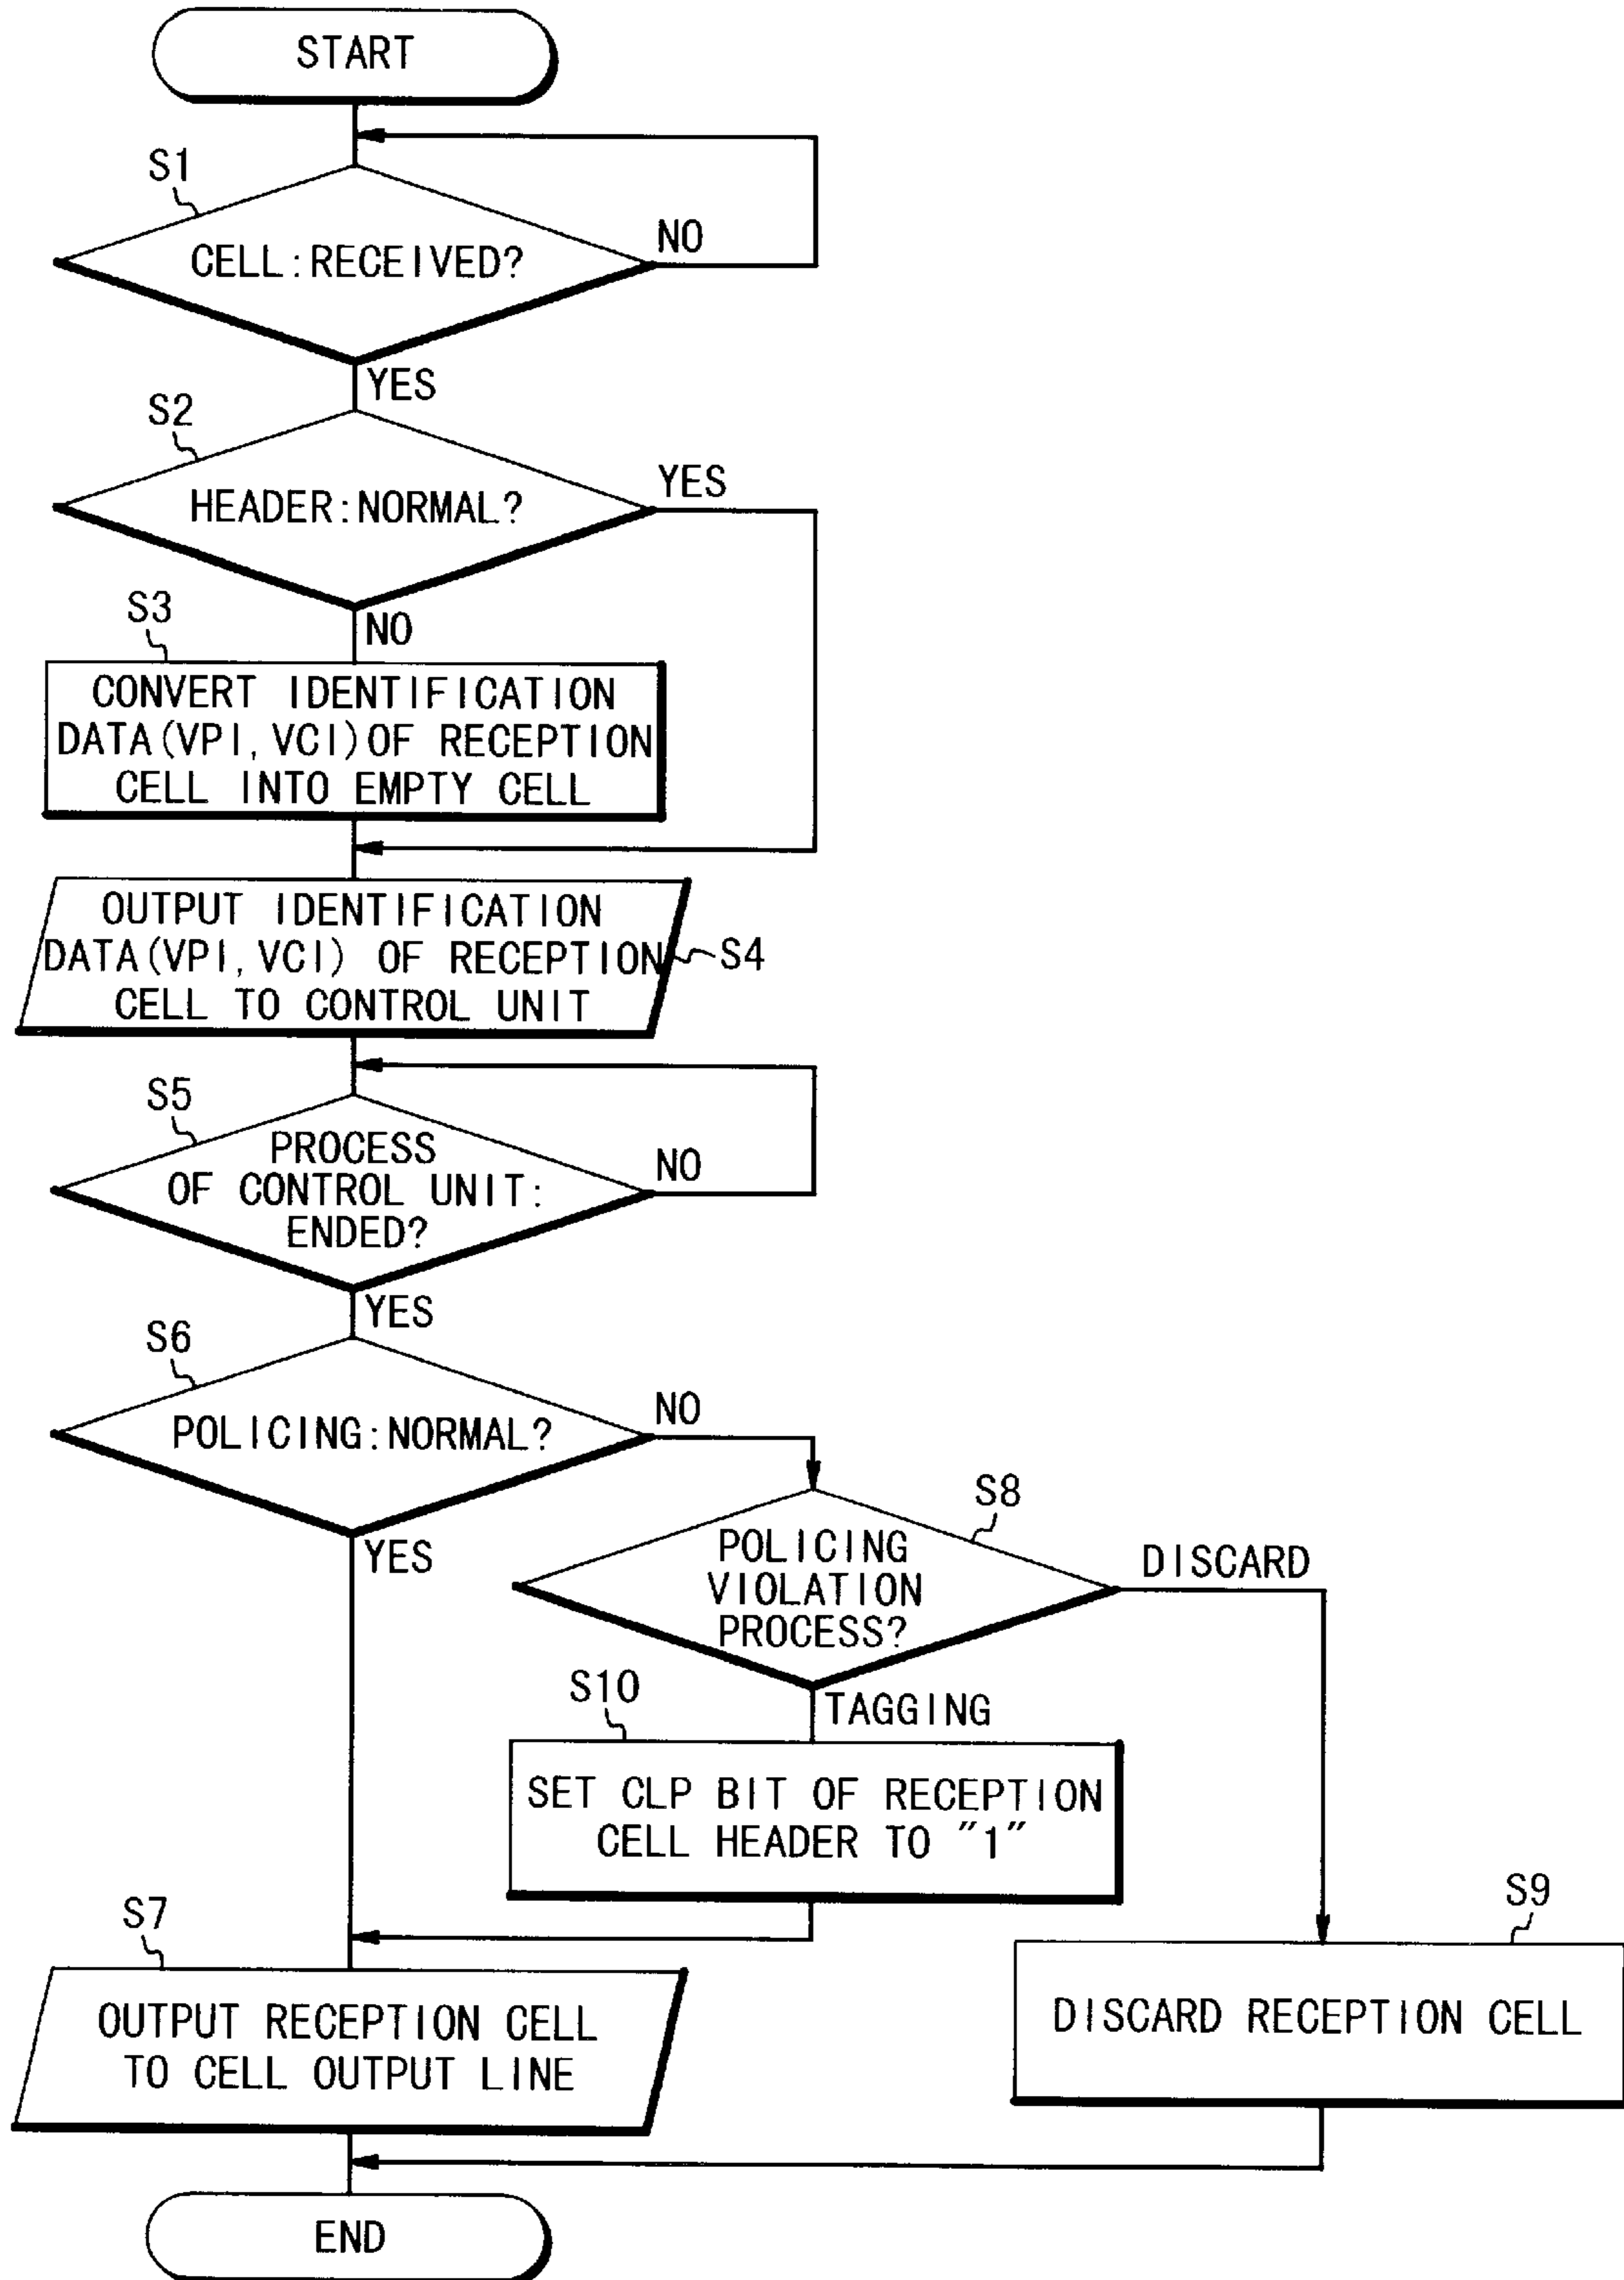 START
S1
CELL:RECEIVED?
NO
YES
S2
HEADER:NORMAL?
YES
NO
S3
CONVERT IDENTIFICATION
DATA(VPI,VCI)OF RECEPTION
CELL INTO EMPTY CELL
OUTPUT IDENTIFICATION
DATA(VPI,VCI) OF RECEPTION
CELL TO CONTROL UNIT
S4
S5
PROCESS
OF CONTROL UNIT:
ENDED?
NO
YES
S6
POLICING:NORMAL?
NO
YES
S8
POLICING
VIOLATION
PROCESS?
DISCARD
TAGGING
S10
SET CLP BIT OF RECEPTION
CELL HEADER TO "1"
S7
OUTPUT RECEPTION CELL
TO CELL OUTPUT LINE
S9
DISCARD RECEPTION CELL
END